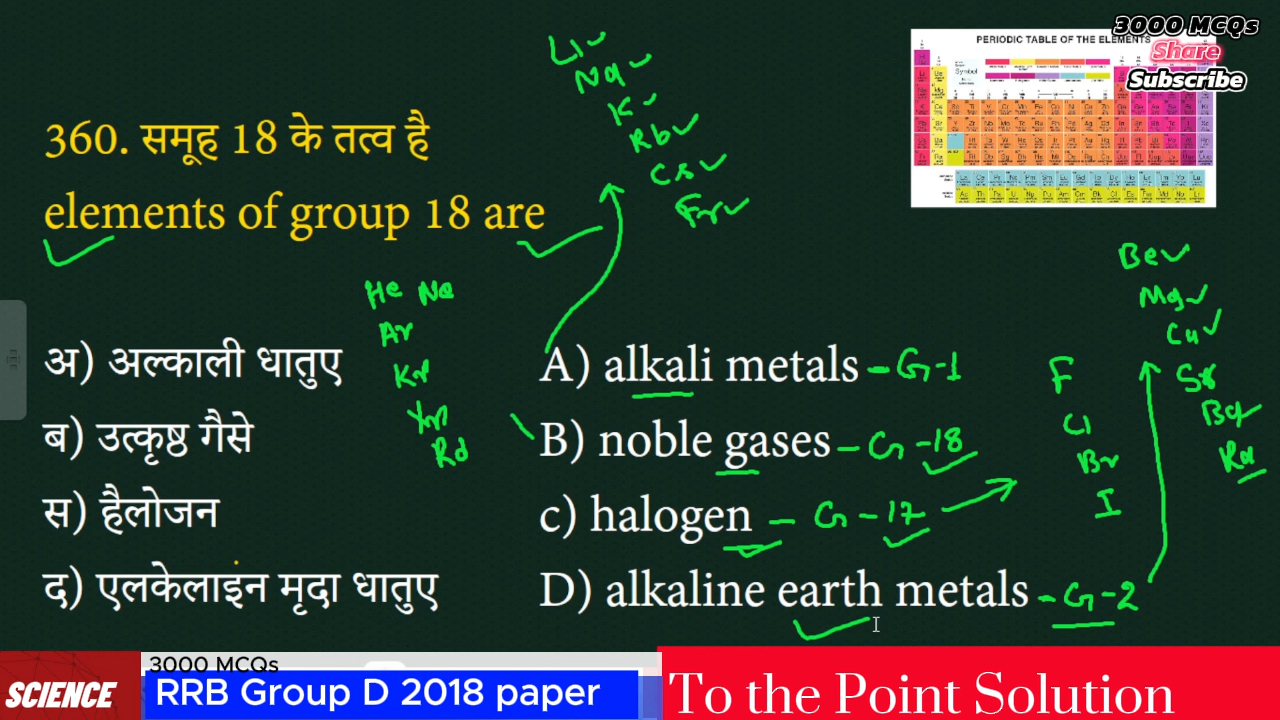 3000 MCQs
Share
Subscribe
PERIODIC TABLE OF THE ELEMENTS
Symbol
360. समूह 18 के तत्व है
elements of group 18 are
Li
Na
K
Rb
Cs
Fr
He Ne
Ar
Kr
Rd
अ) अल्काली धातुए
ब) उत्कृष्ठ गैसे
स) हैलोजन
द) एलकेलाइन मृदा धातुए
A) alkali metals - G-1
B) noble gases - G-18
c) halogen - G-17
D) alkaline earth metals - G-2
F
Cl
Br
I
Be
Mg
Ca
Sr
Ba
Ra
3000 MCQs
SCIENCE
RRB Group D 2018 paper
To the Point Solution